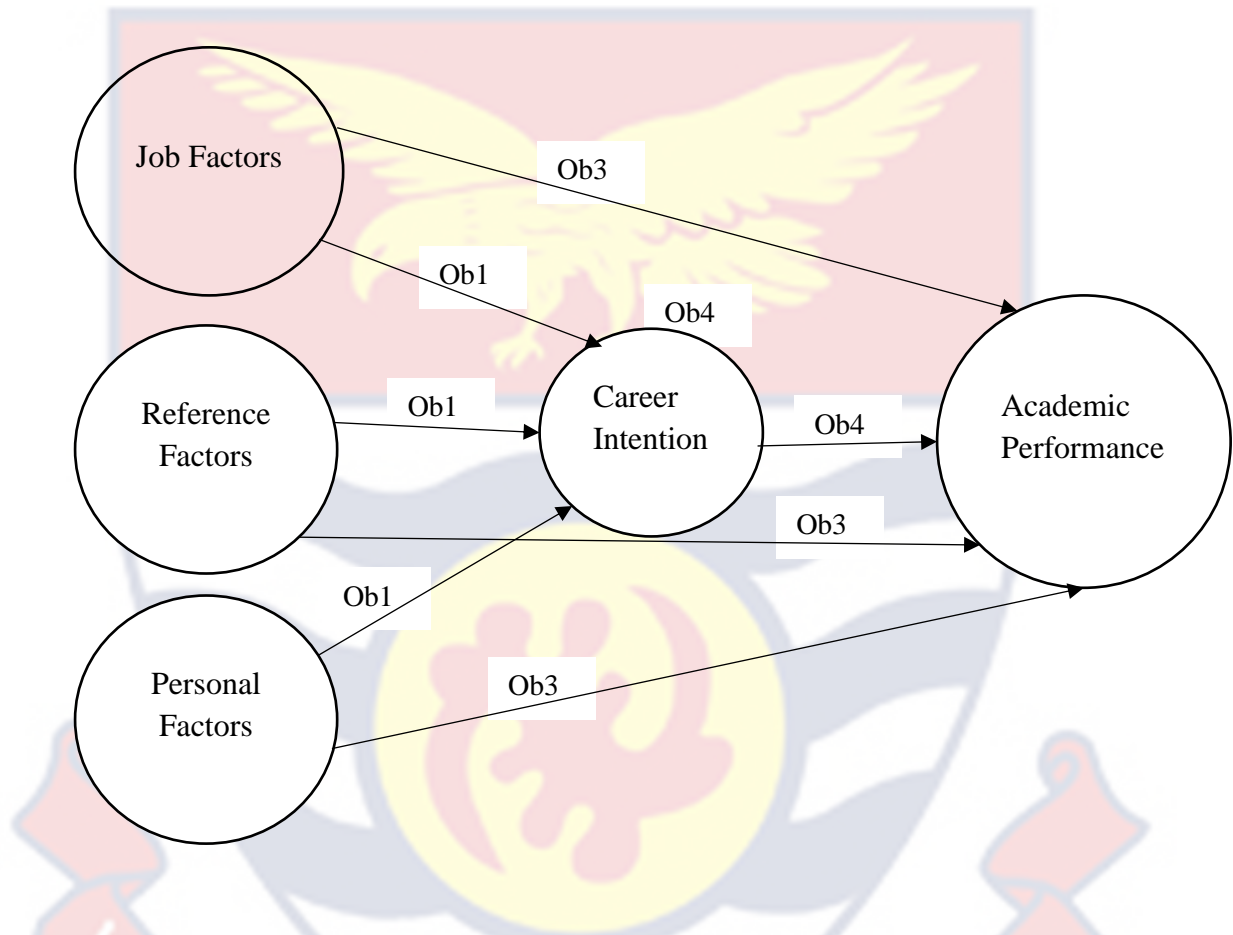 Job Factors
Ob3
Ob1
Ob4
Reference
Factors
Ob1
Career
Intention
Ob4
Academic
Performance
Ob3
Ob1
Personal
Factors
Ob3